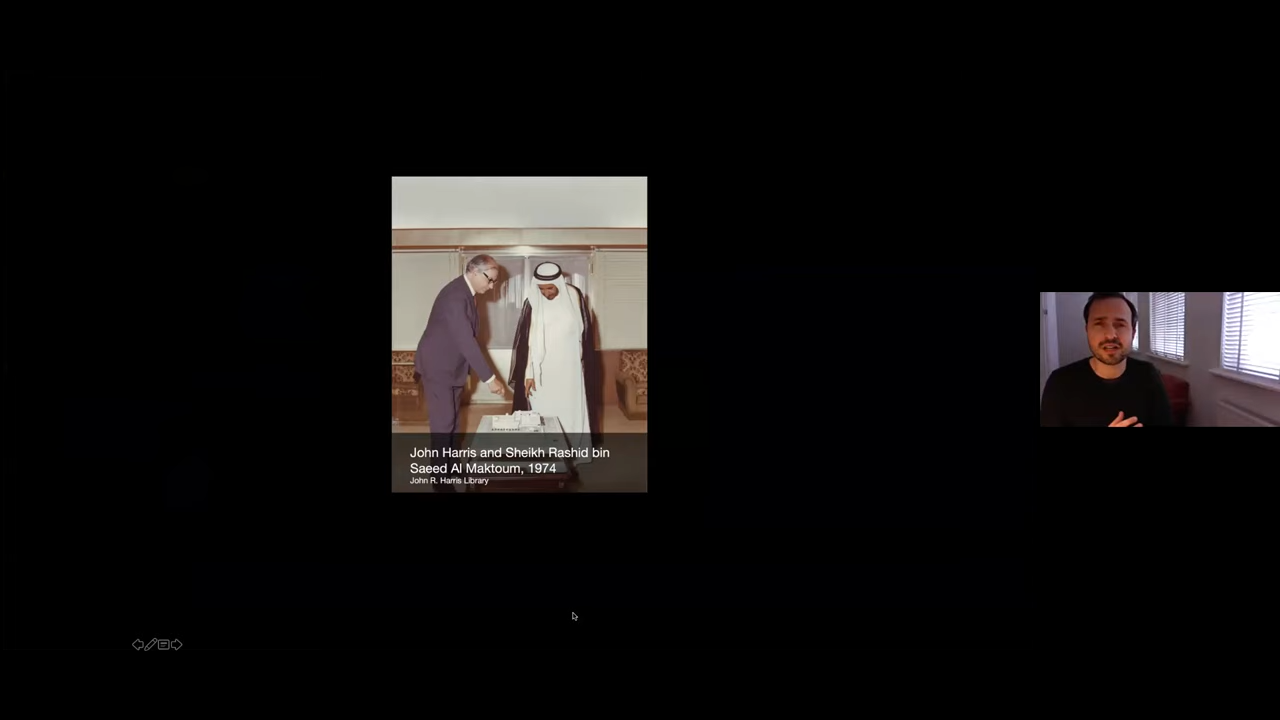 John Harris and Sheikh Rashid bin
Saeed Al Maktoum, 1974
John R. Harris Library